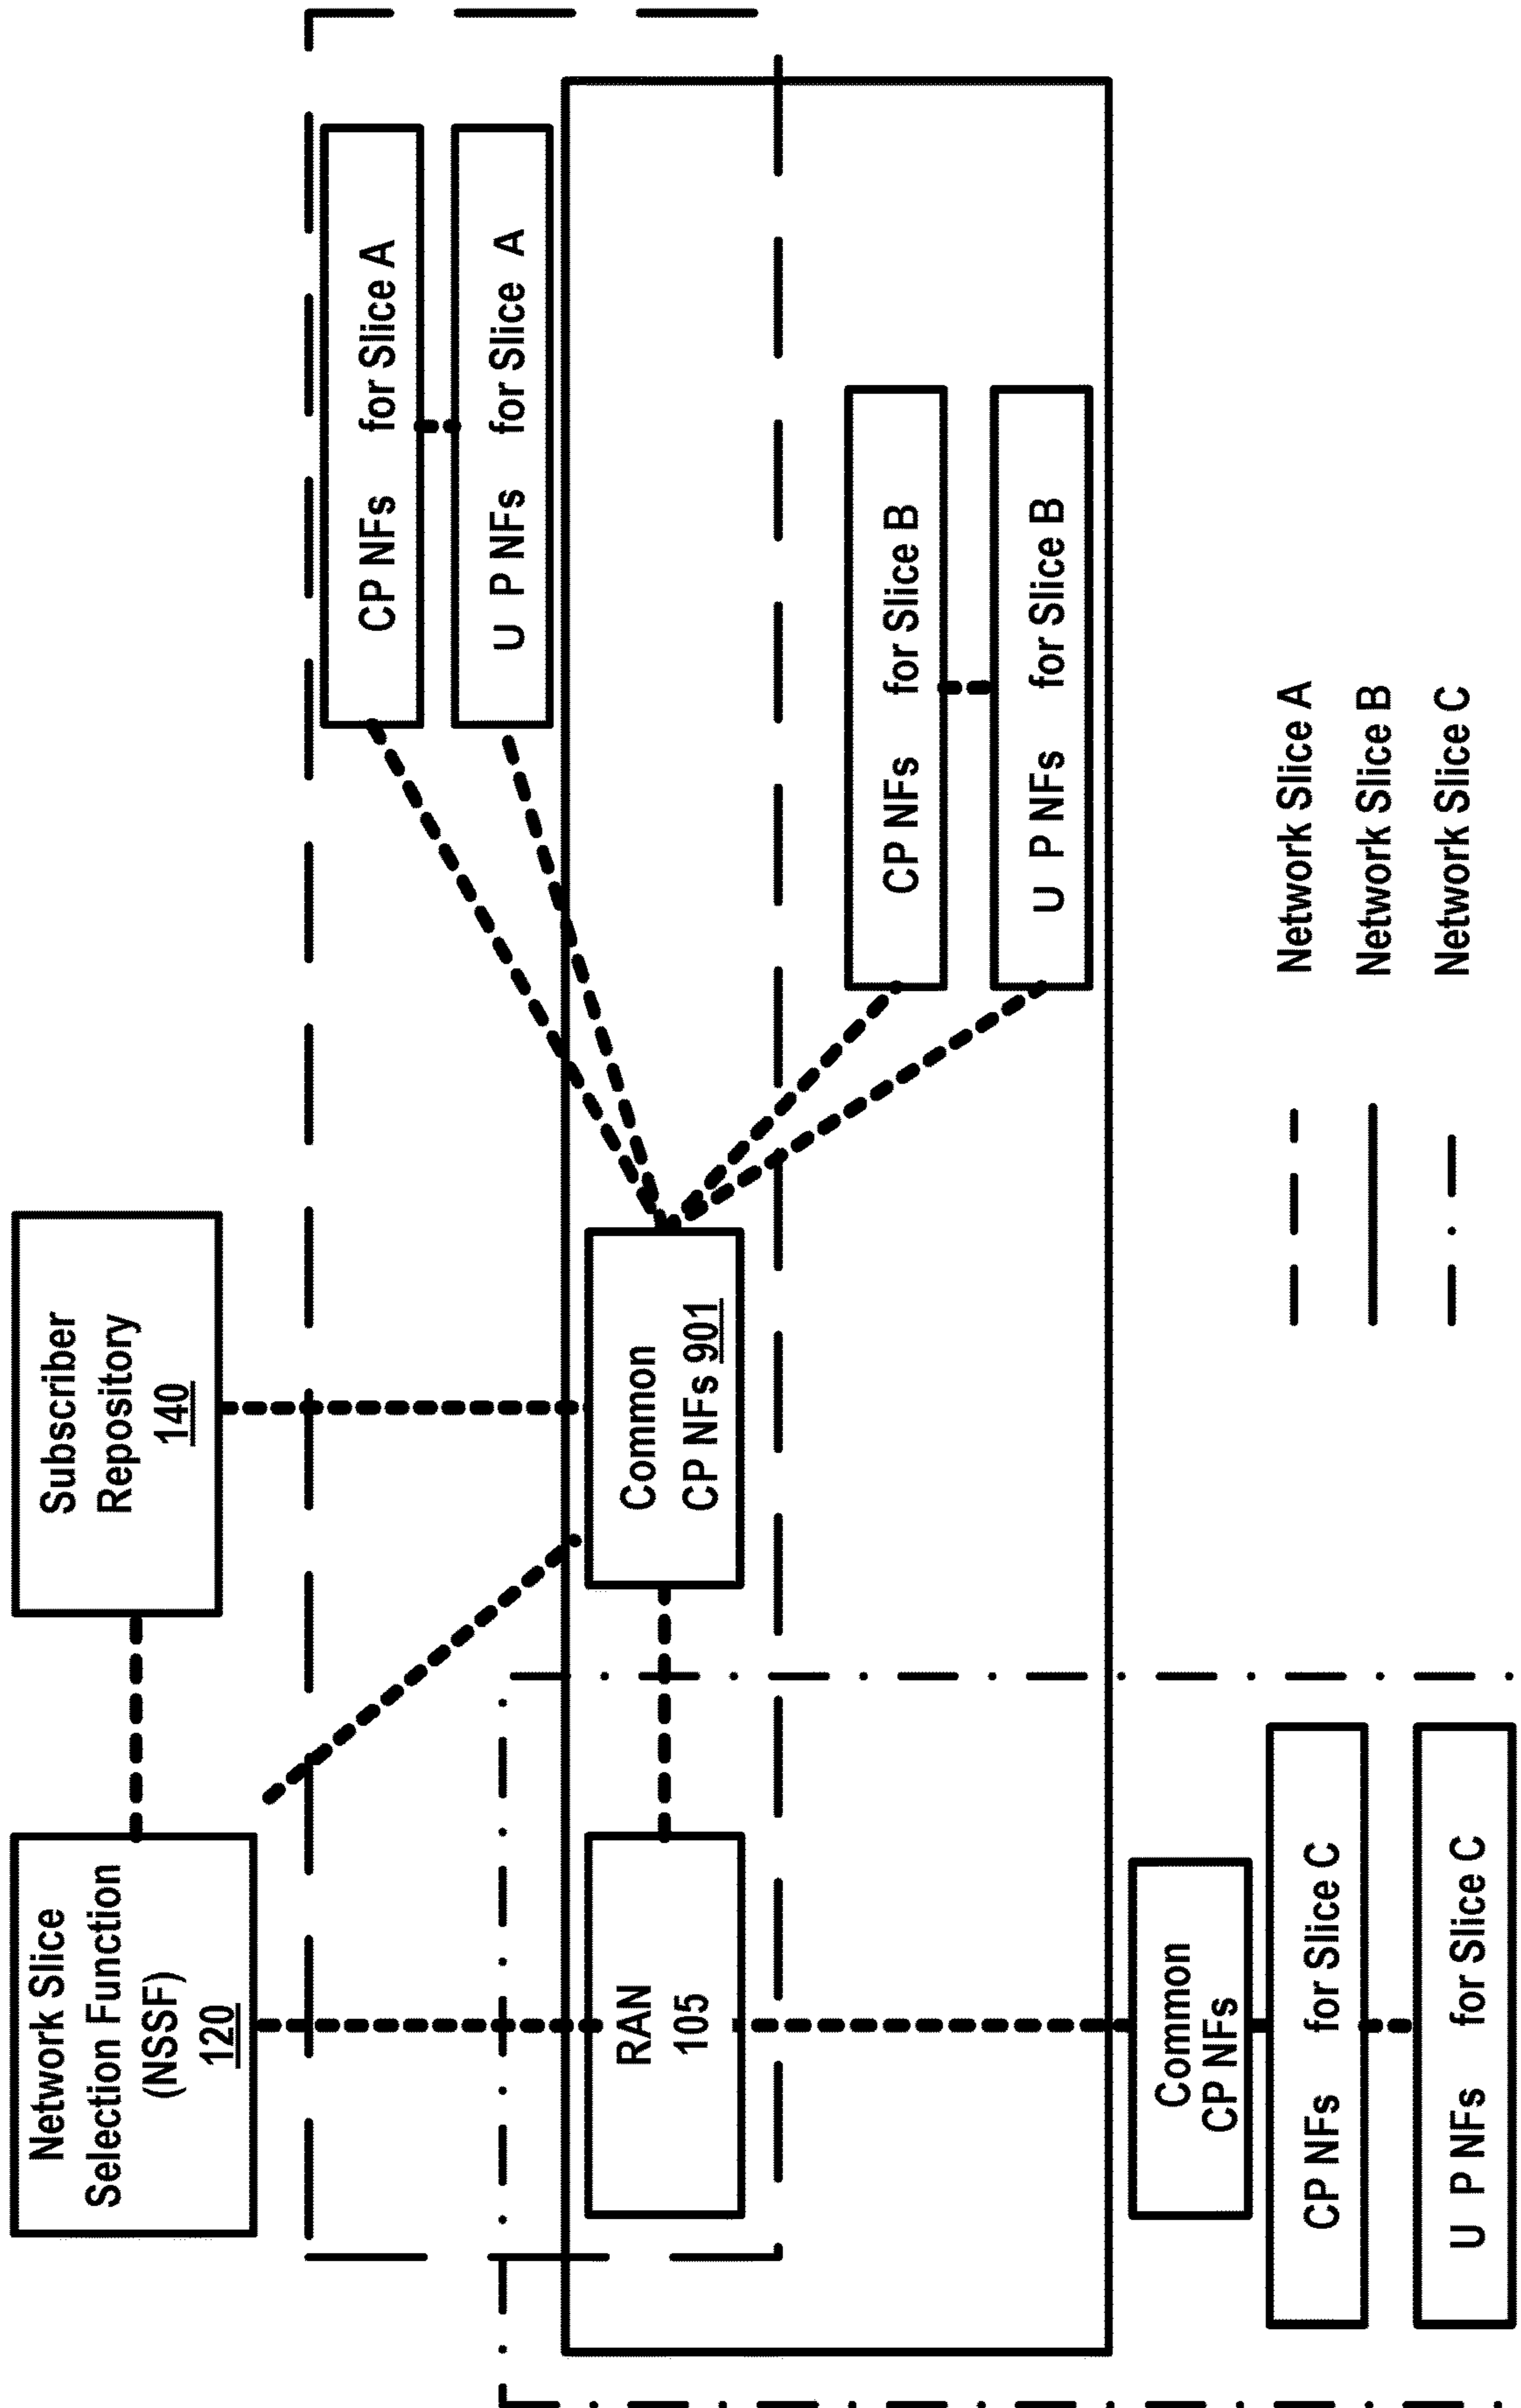 Network Slice
Selection Function
(NSSF)
120
Subscriber
Repository
140
CP NFs for Slice A
U P NFs for Slice A
RAN
105
Common
CP NFs 901
CP NFs for Slice B
U P NFs for Slice B
Common
CP NFs
CP NFs for Slice C
U P NFs for Slice C
Network Slice A
Network Slice B
Network Slice C